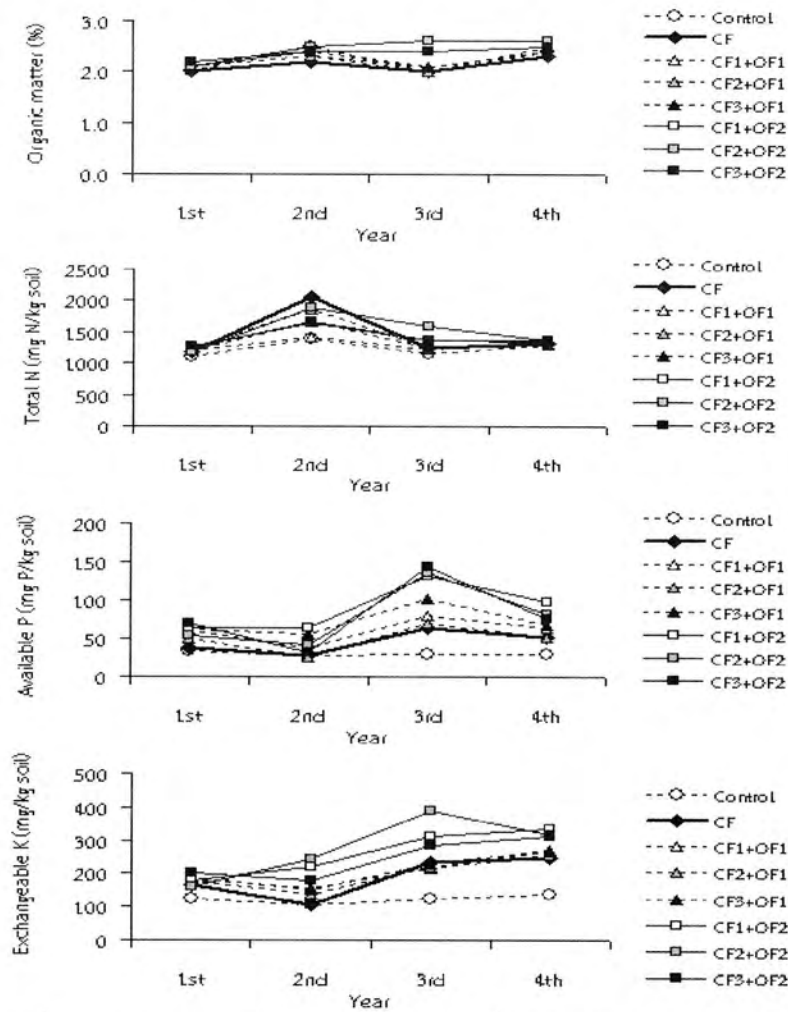 Organic matter (%)
3.0
2.0
1.0
0.0
1st 2nd 3rd 4th
Year
Control
CF
CF1+OF1
CF2+OF1
CF3+OF1
CF1+OF2
CF2+OF2
CF3+OF2
Total N (mg N/kg soil)
2500
2000
1500
1000
500
0
1st 2nd 3rd 4th
Year
Control
CF
CF1+OF1
CF2+OF1
CF3+OF1
CF1+OF2
CF2+OF2
CF3+OF2
Available P (mg P/kg soil)
200
150
100
50
0
1st 2nd 3rd 4th
Year
Control
CF
CF1+OF1
CF2+OF1
CF3+OF1
CF1+OF2
CF2+OF2
CF3+OF2
Exchangeable K (mg/kg soil)
500
400
300
200
100
0
1st 2nd 3rd 4th
Year
Control
CF
CF1+OF1
CF2+OF1
CF3+OF1
CF1+OF2
CF2+OF2
CF3+OF2